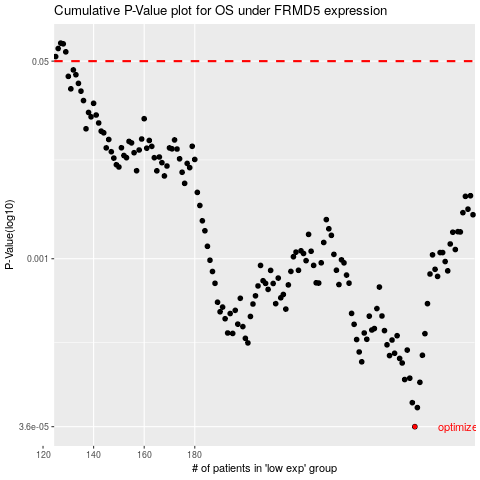 Cumulative P-Value plot for OS under FRMD5 expression
0.05
0.001
3.6e-05
P-Value(log10)
optimize
120 140 160 180
# of patients in 'low exp' group